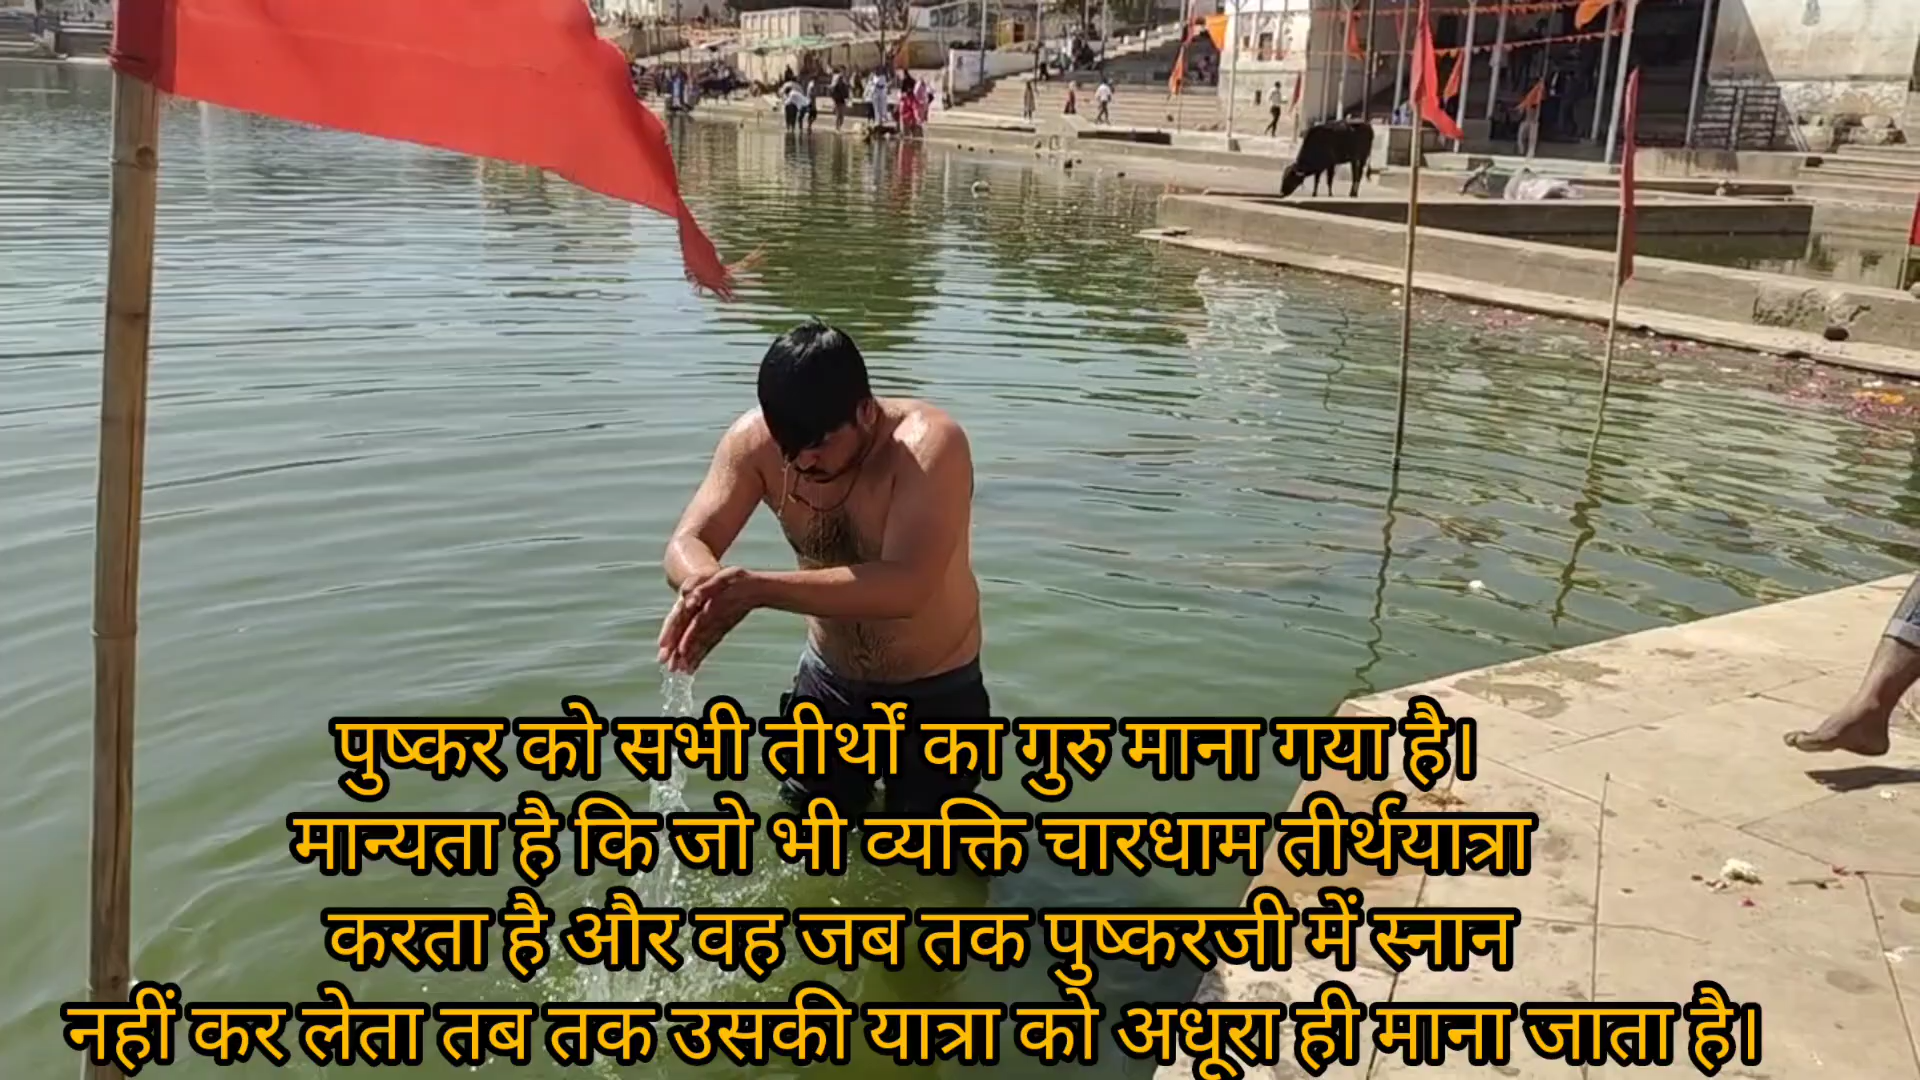 पुष्कर को सभी तीर्थों का गुरु माना गया है।
मान्यता है कि जो भी व्यक्ति चारधाम तीर्थयात्रा
करता है और वह जब तक पुष्करजी में स्नान
नहीं कर लेता तब तक उसकी यात्रा को अधूरा ही माना जाता है।